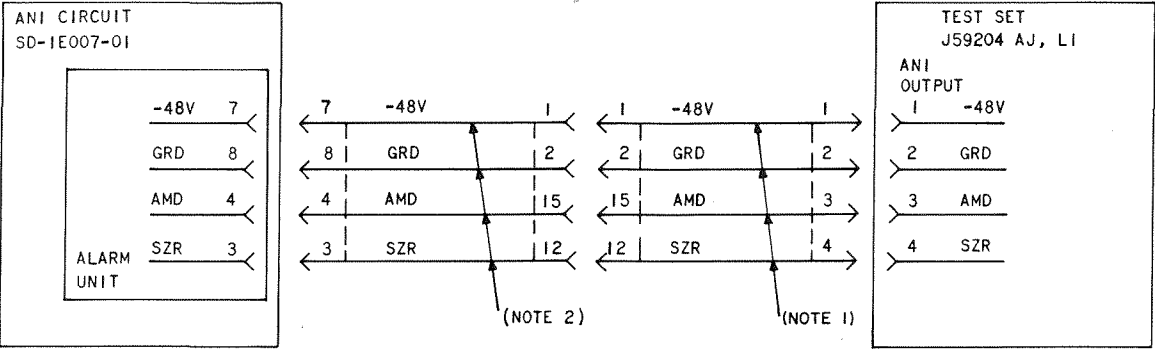 ANI CIRCUIT
SD-1E007-01
TEST SET
J59204 AJ, L1
ANI
OUTPUT
-48V 7 7 -48V 1 1 -48V 1 1 -48V
GRD 8 8 GRD 2 2 GRD 2 2 GRD
AMD 4 4 AMD 15 15 AMD 3 3 AMD
SZR 3 3 SZR 12 12 SZR 4 4 SZR
ALARM
UNIT
(NOTE 2) (NOTE 1)